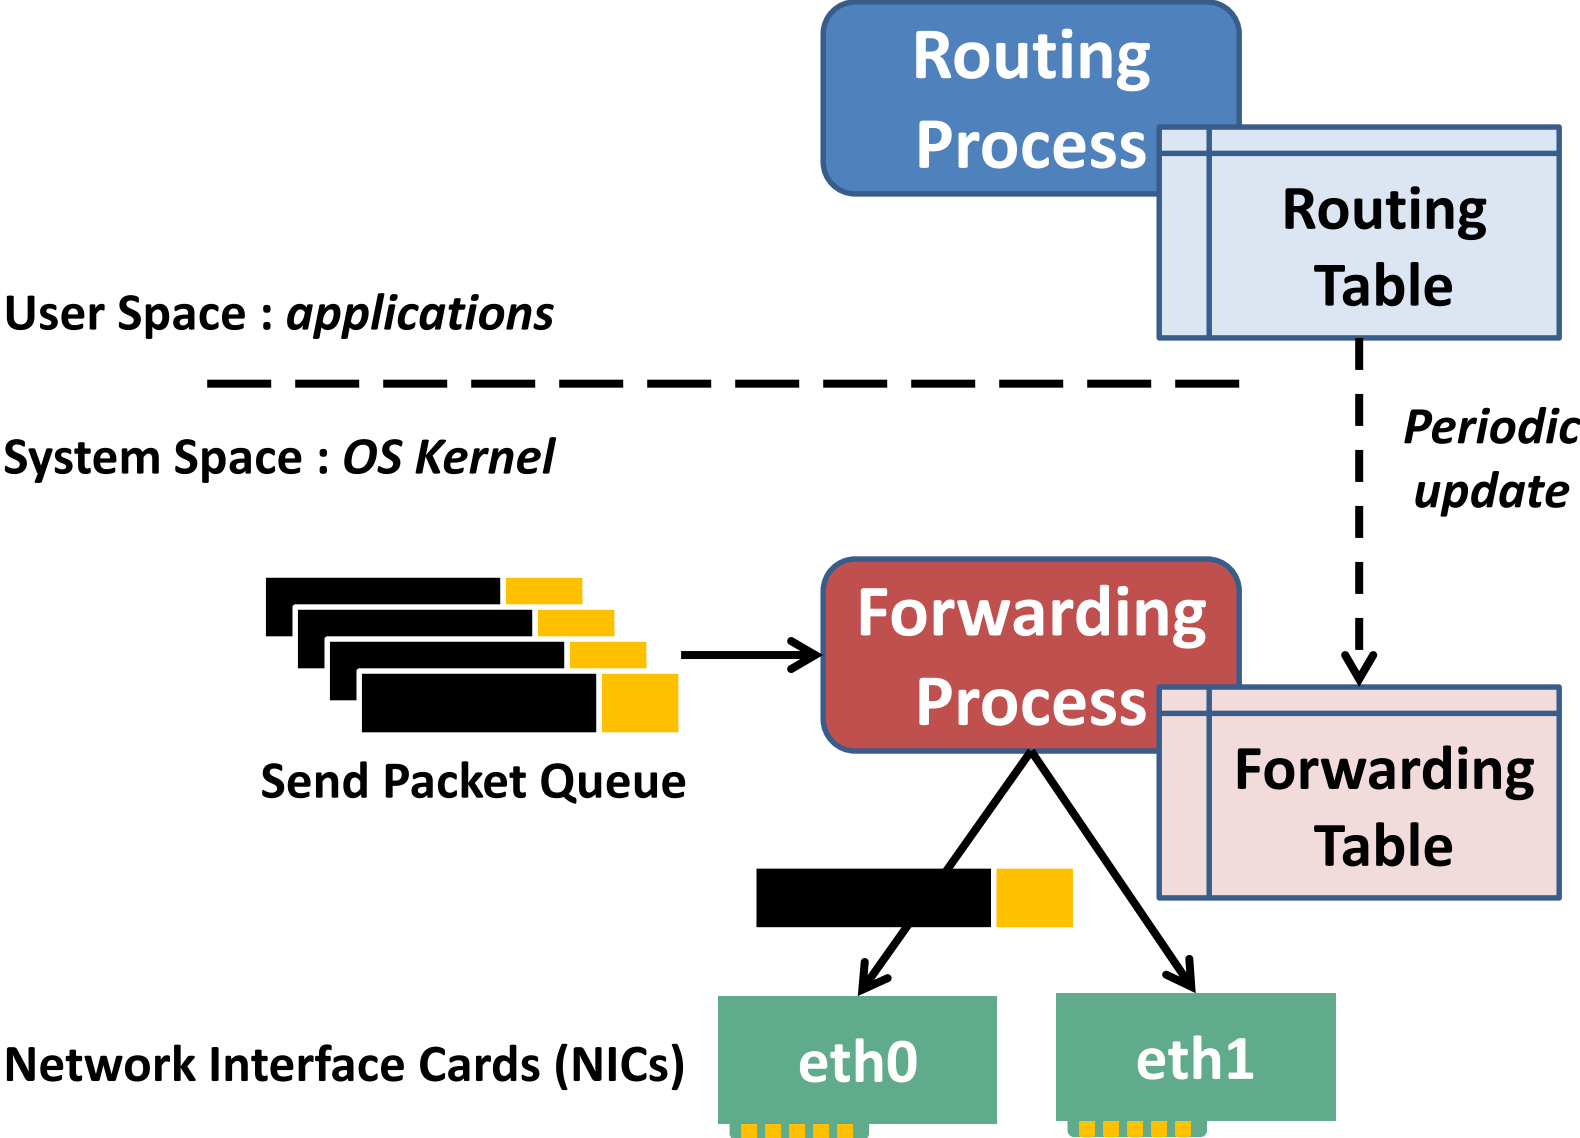 Routing
Process
Routing
Table
User Space : applications
System Space : OS Kernel
Periodic
update
Forwarding
Process
Forwarding
Table
Send Packet Queue
Network Interface Cards (NICs)
eth0
eth1